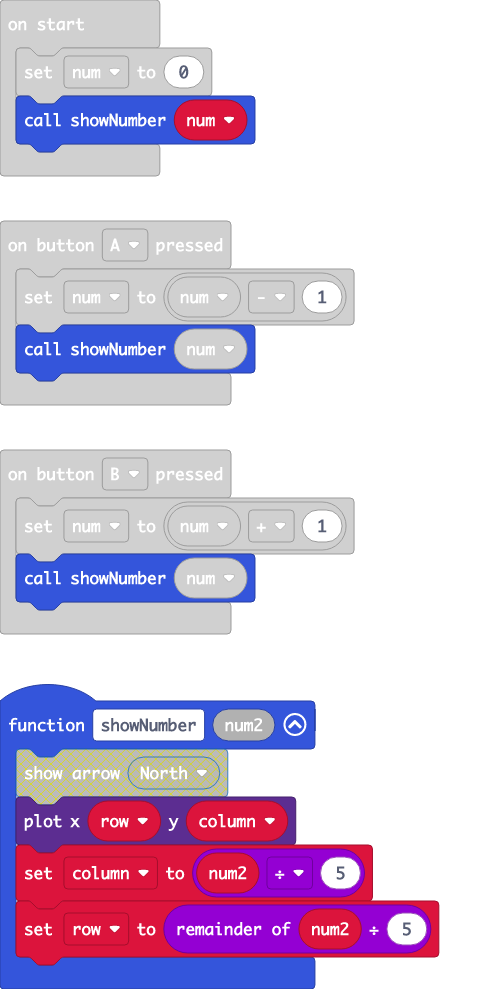 on start
set num to 0
call showNumber num
on button A pressed
set num to num - 1
call showNumber num
on button B pressed
set num to num + 1
call showNumber num
function showNumber num2
show arrow North
plot x row y column
set column to num2 ÷ 5
set row to remainder of num2 ÷ 5